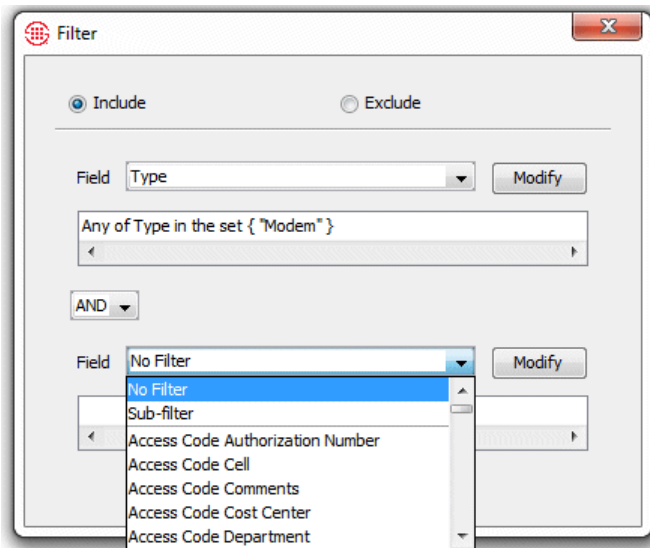 Filter
Include Exclude
Field Type Modify
Any of Type in the set { "Modem" }
AND
Field No Filter Modify
No Filter
Sub-filter
Access Code Authorization Number
Access Code Cell
Access Code Comments
Access Code Cost Center
Access Code Department